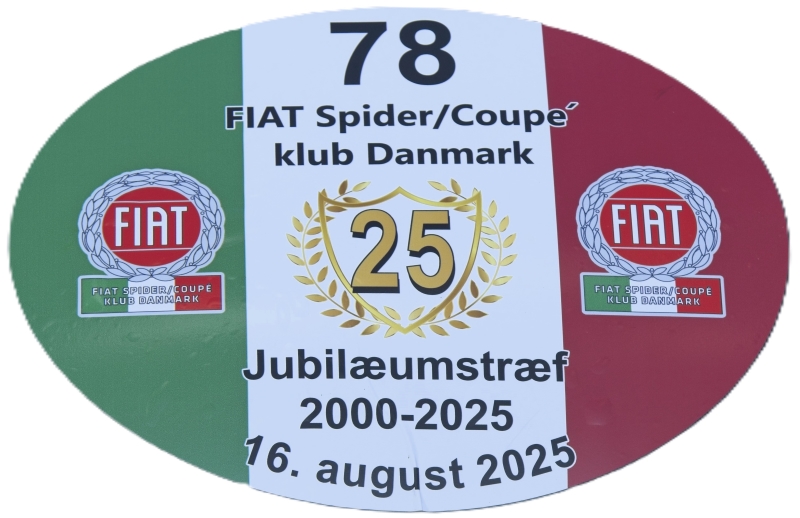 78
FIAT Spider/Coupe´
klub Danmark
25
FIAT
FIAT SPIDER/COUPE
KLUB DANMARK
FIAT
FIAT SPIDER/COUPE
KLUB DANMARK
Jubilæumstræf
2000-2025
16. august 2025